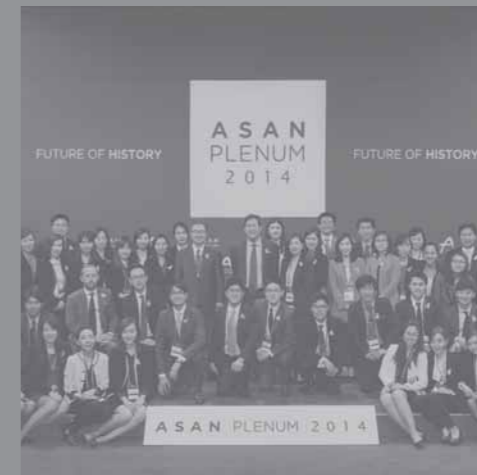 ASAN
PLENUM
2014
FUTURE OF HISTORY
FUTURE OF HISTORY
ASAN PLENUM 2014